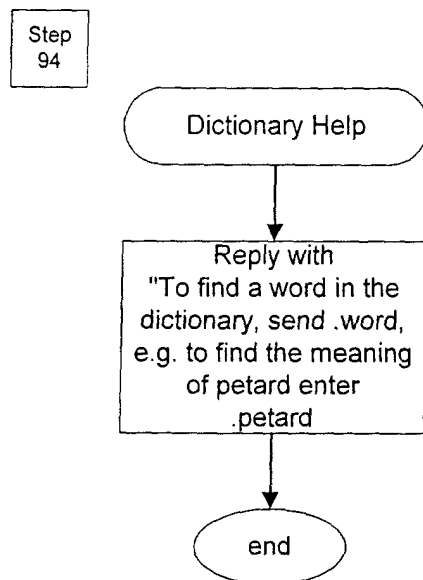 Step
94
Dictionary Help
Reply with
"To find a word in the
dictionary, send .word,
e.g. to find the meaning
of petard enter
.petard
end